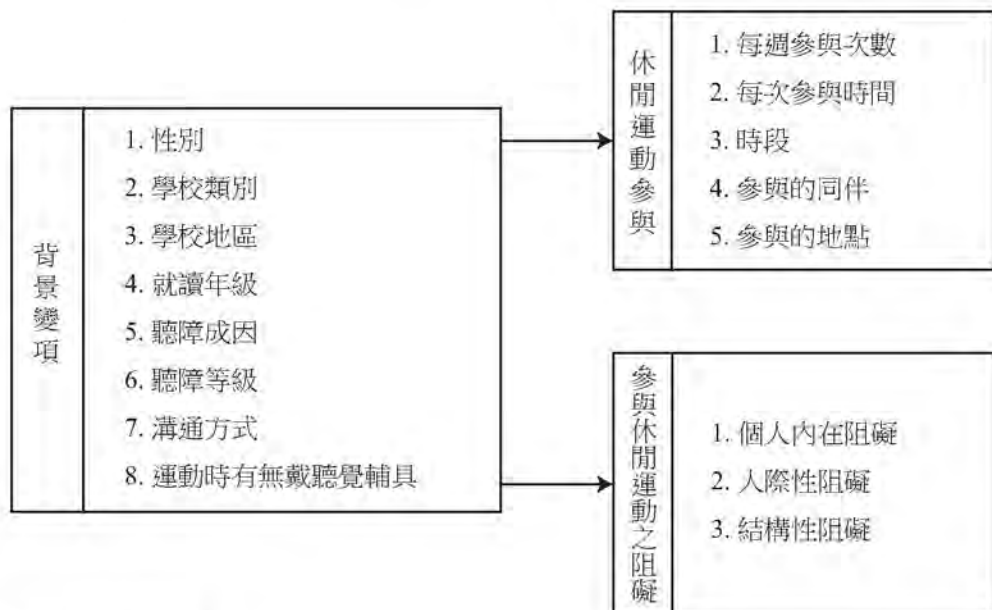 背景變項
1. 性別
2. 學校類別
3. 學校地區
4. 就讀年級
5. 聽障成因
6. 聽障等級
7. 溝通方式
8. 運動時有無戴聽覺輔具
休閒運動參與
1. 每週參與次數
2. 每次參與時間
3. 時段
4. 參與的同伴
5. 參與的地點
參與休閒運動之阻礙
1. 個人內在阻礙
2. 人際性阻礙
3. 結構性阻礙